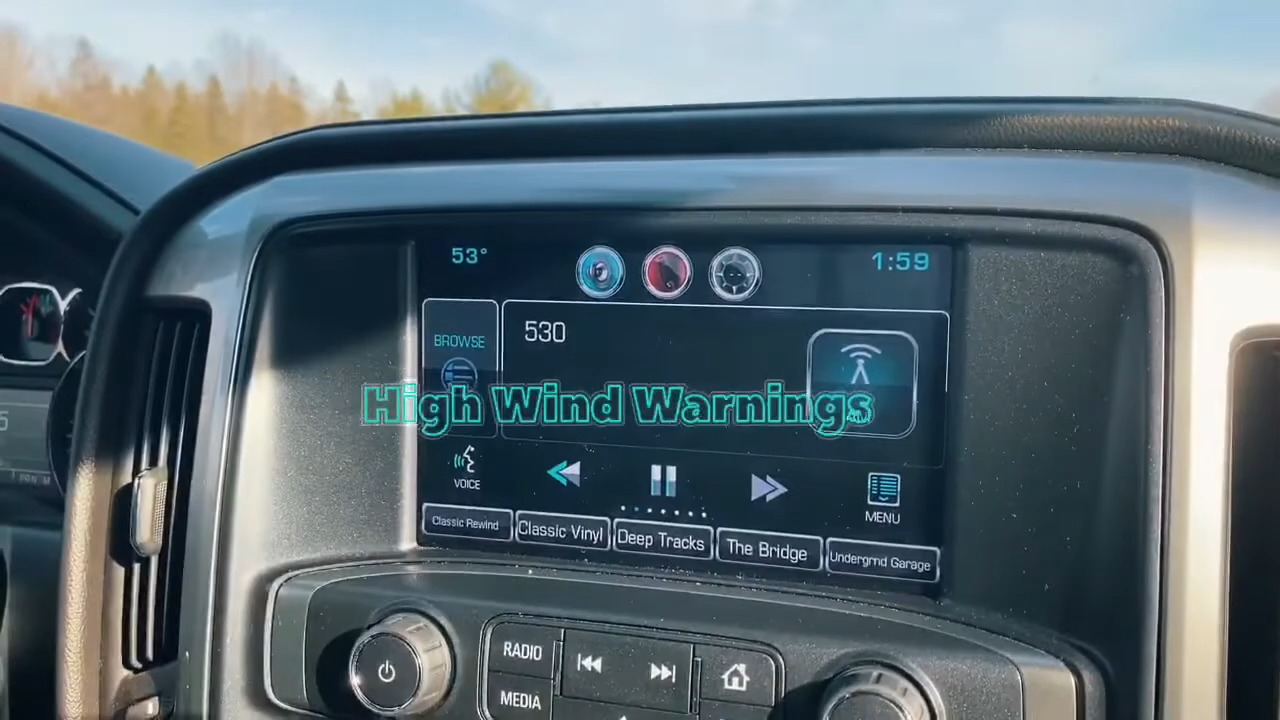 53°
1:59
BROWSE
530
AM
High Wind Warnings
VOICE
MENU
Classic Rewind
Classic Vinyl
Deep Tracks
The Bridge
Undergrnd Garage
RADIO
MEDIA